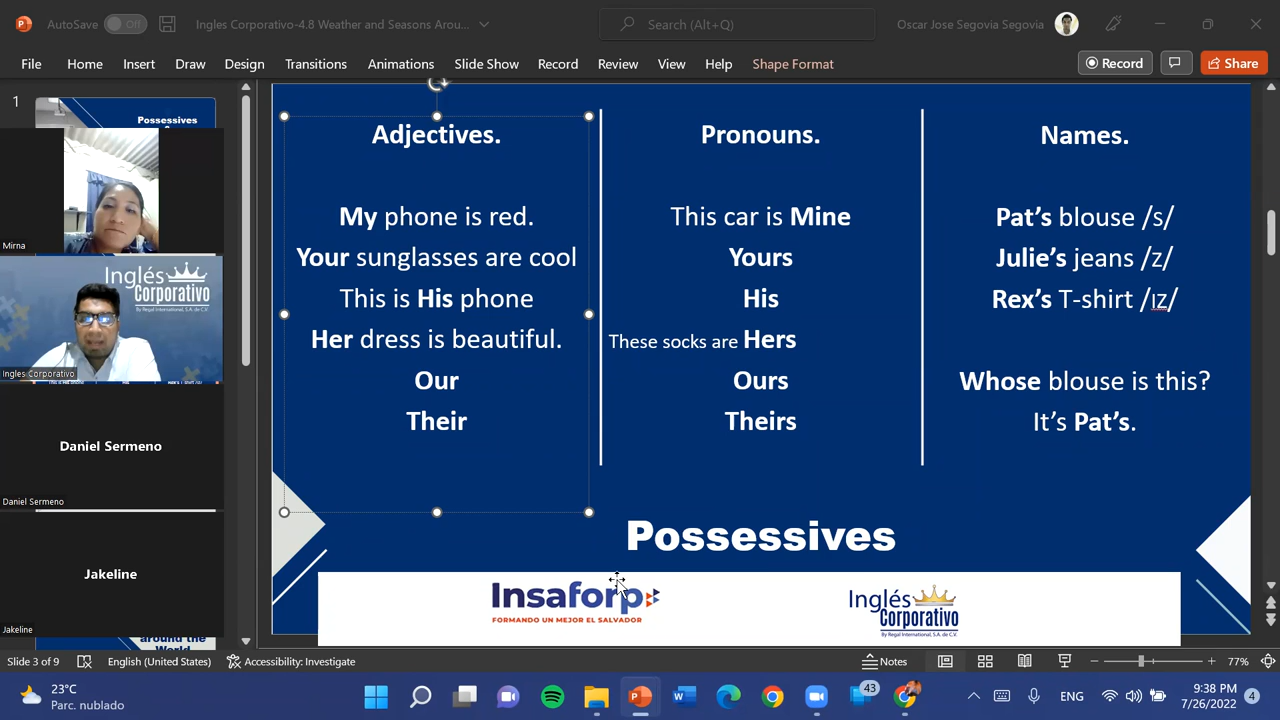 AutoSave Off Ingles Corporativo-4.8 Weather and Seasons Arou... Search (Alt+Q) Oscar Jose Segovia Segovia
File Home Insert Draw Design Transitions Animations Slide Show Record Review View Help Shape Format Record Share
1
Possessives
Mirna
Inglés
Corporativo
By Regal International, S.A. de C.V.
Ingles Corporativo
Daniel Sermeno
Daniel Sermeno
Jakeline
Jakeline
around the
World
Adjectives.
My phone is red.
Your sunglasses are cool
This is His phone
Her dress is beautiful.
Our
Their
Pronouns.
This car is Mine
Yours
His
These socks are Hers
Ours
Theirs
Names.
Pat's blouse /s/
Julie's jeans /z/
Rex's T-shirt /ɪz/
Whose blouse is this?
It's Pat's.
Possessives
Insaforp
FORMANDO UN MEJOR EL SALVADOR
Inglés
Corporativo
By Regal International, S.A. de C.V.
Slide 3 of 9 English (United States) Accessibility: Investigate Notes 77%
23°C
Parc. nublado
43
ENG
9:38 PM
7/26/2022
4